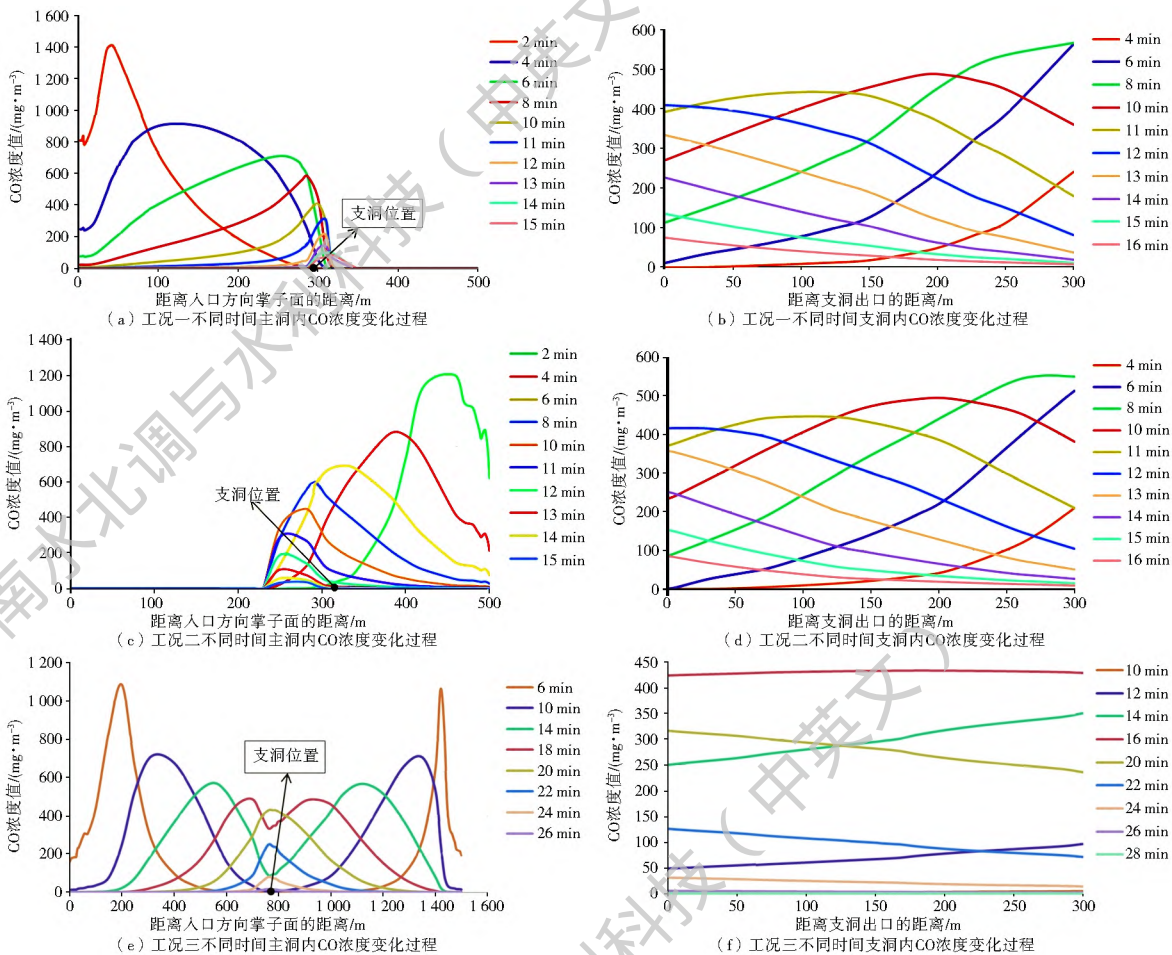 CO浓度值/(mg·m⁻³)
1 600
1 400
1 200
1 000
800
600
400
200
0
0 100 200 300 400 500
2 min
4 min
6 min
8 min
10 min
11 min
12 min
13 min
14 min
15 min
支洞位置
距离入口方向掌子面的距离/m
（a）工况一不同时间主洞内CO浓度变化过程
CO浓度值/(mg·m⁻³)
600
500
400
300
200
100
0
0 50 100 150 200 250 300
4 min
6 min
8 min
10 min
11 min
12 min
13 min
14 min
15 min
16 min
距离支洞出口的距离/m
（b）工况一不同时间支洞内CO浓度变化过程
CO浓度值/(mg·m⁻³)
1 400
1 200
1 000
800
600
400
200
0
0 100 200 300 400 500
2 min
4 min
6 min
8 min
10 min
11 min
12 min
13 min
14 min
15 min
支洞位置
距离入口方向掌子面的距离/m
（c）工况二不同时间主洞内CO浓度变化过程
CO浓度值/(mg·m⁻³)
600
500
400
300
200
100
0
0 50 100 150 200 250 300
4 min
6 min
8 min
10 min
11 min
12 min
13 min
14 min
15 min
16 min
距离支洞出口的距离/m
（d）工况二不同时间支洞内CO浓度变化过程
CO浓度值/(mg·m⁻³)
1 200
1 000
800
600
400
200
0
0 200 400 600 800 1 000 1 200 1 400 1 600
6 min
10 min
14 min
18 min
20 min
22 min
24 min
26 min
支洞位置
距离入口方向掌子面的距离/m
（e）工况三不同时间主洞内CO浓度变化过程
CO浓度值/(mg·m⁻³)
450
400
350
300
250
200
150
100
50
0
0 50 100 150 200 250 300
10 min
12 min
14 min
16 min
20 min
22 min
24 min
26 min
28 min
距离支洞出口的距离/m
（f）工况三不同时间支洞内CO浓度变化过程
南水北调与水利科技（中英文
利科技（中英文）